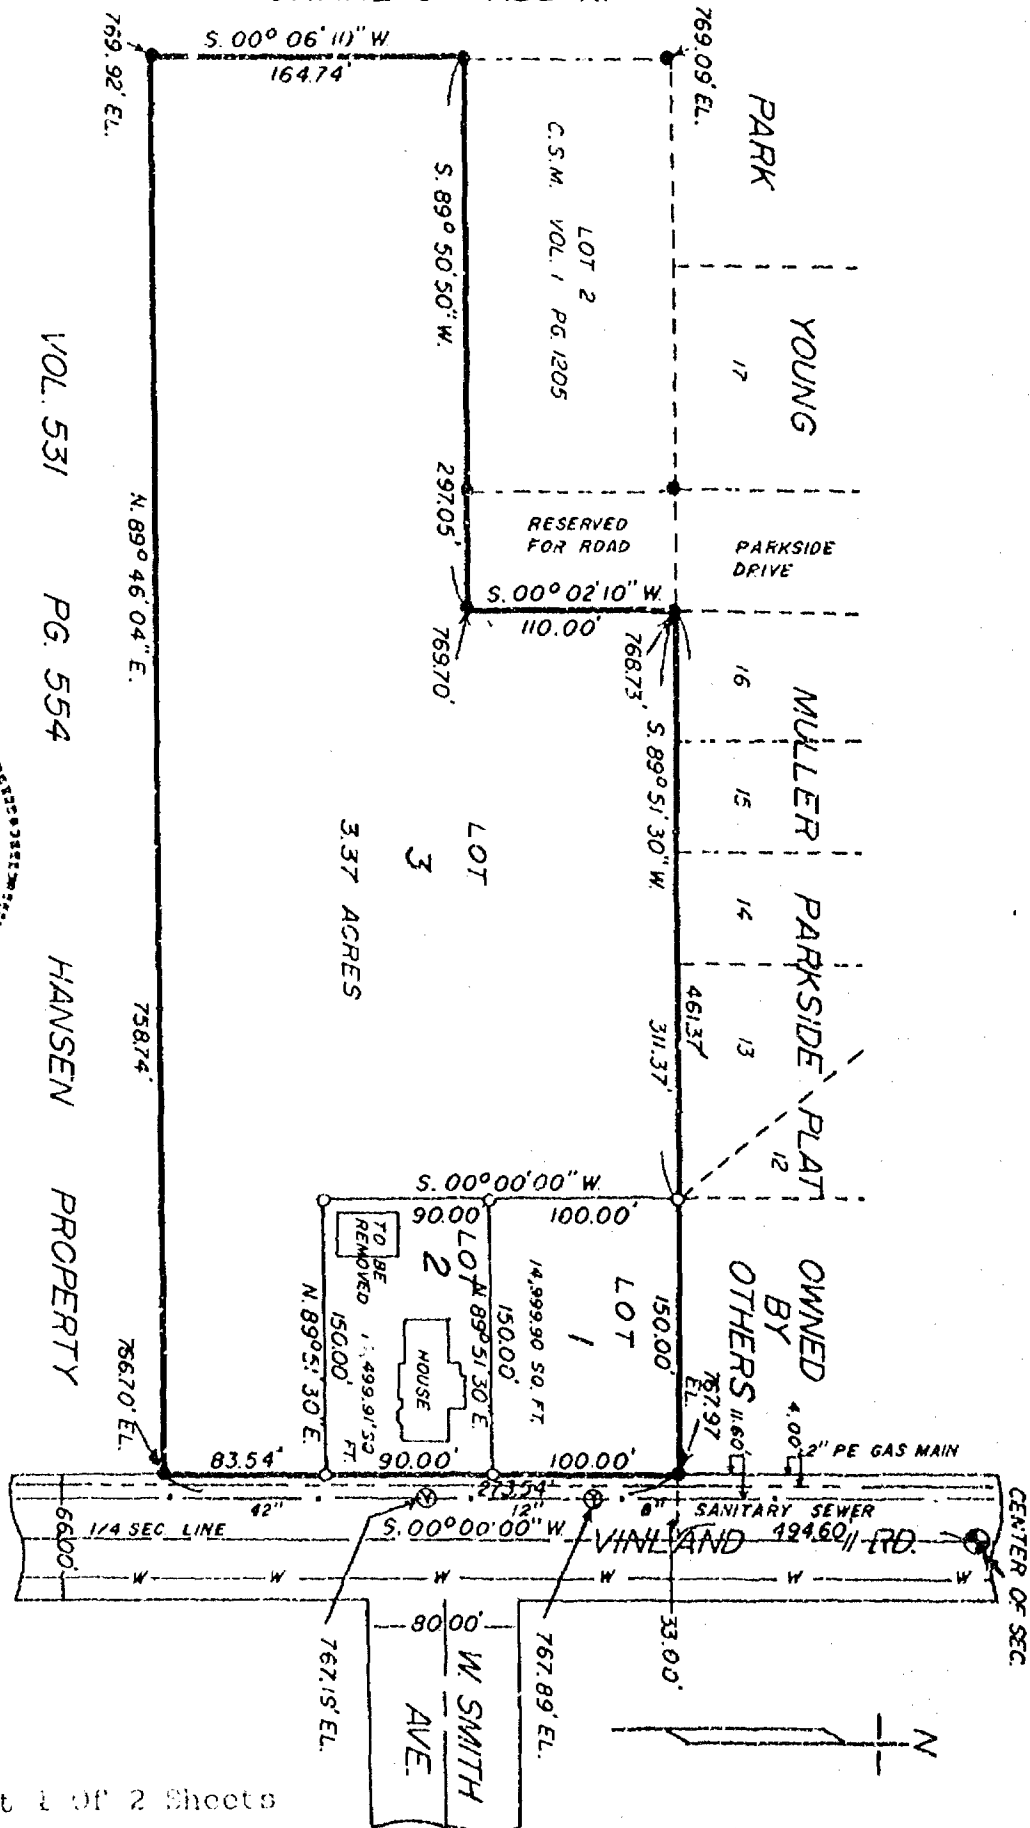 S. 00° 06' 10" W.
164.74'
769.92' EL.
769.09' EL.
PARK
YOUNG
MULLER
PARKSIDE
PLAT
17
16
15
14
13
12
PARKSIDE
DRIVE
LOT 2
C.S.M. VOL. 1 PG. 1205
S. 89° 50' 50" W.
297.05'
RESERVED
FOR ROAD
S. 00° 02' 10" W.
110.00'
769.70'
768.73'
S. 89° 51' 30" W.
461.37'
311.37'
VOL. 531 PG. 554
HANSEN PROPERTY
N. 89° 46' 04" E.
758.74'
LOT
3
3.37 ACRES
S. 00° 00' 00" W.
90.00'
100.00'
LOT
1
14,999.90 SQ. FT.
150.00'
150.00'
N 89° 51' 30" E.
LOT
2
TO BE
REMOVED
HOUSE
499.91 SQ. FT.
150.00'
N. 89° 51' 30" E.
OWNED
BY
OTHERS
767.97
EL.
11.60'
4.00'
2" PE GAS MAIN
766.70' EL.
83.54'
90.00'
100.00'
273.54'
42"
12"
8"
SANITARY SEWER
1/4 SEC. LINE
S. 00° 00' 00" W.
VINLAND RD.
494.60'
CENTER OF SEC.
66.00'
W W W W W W
80.00'
33.00'
767.15' EL.
767.89' EL.
W. SMITH
AVE.
N
t 1 Of 2 Sheets